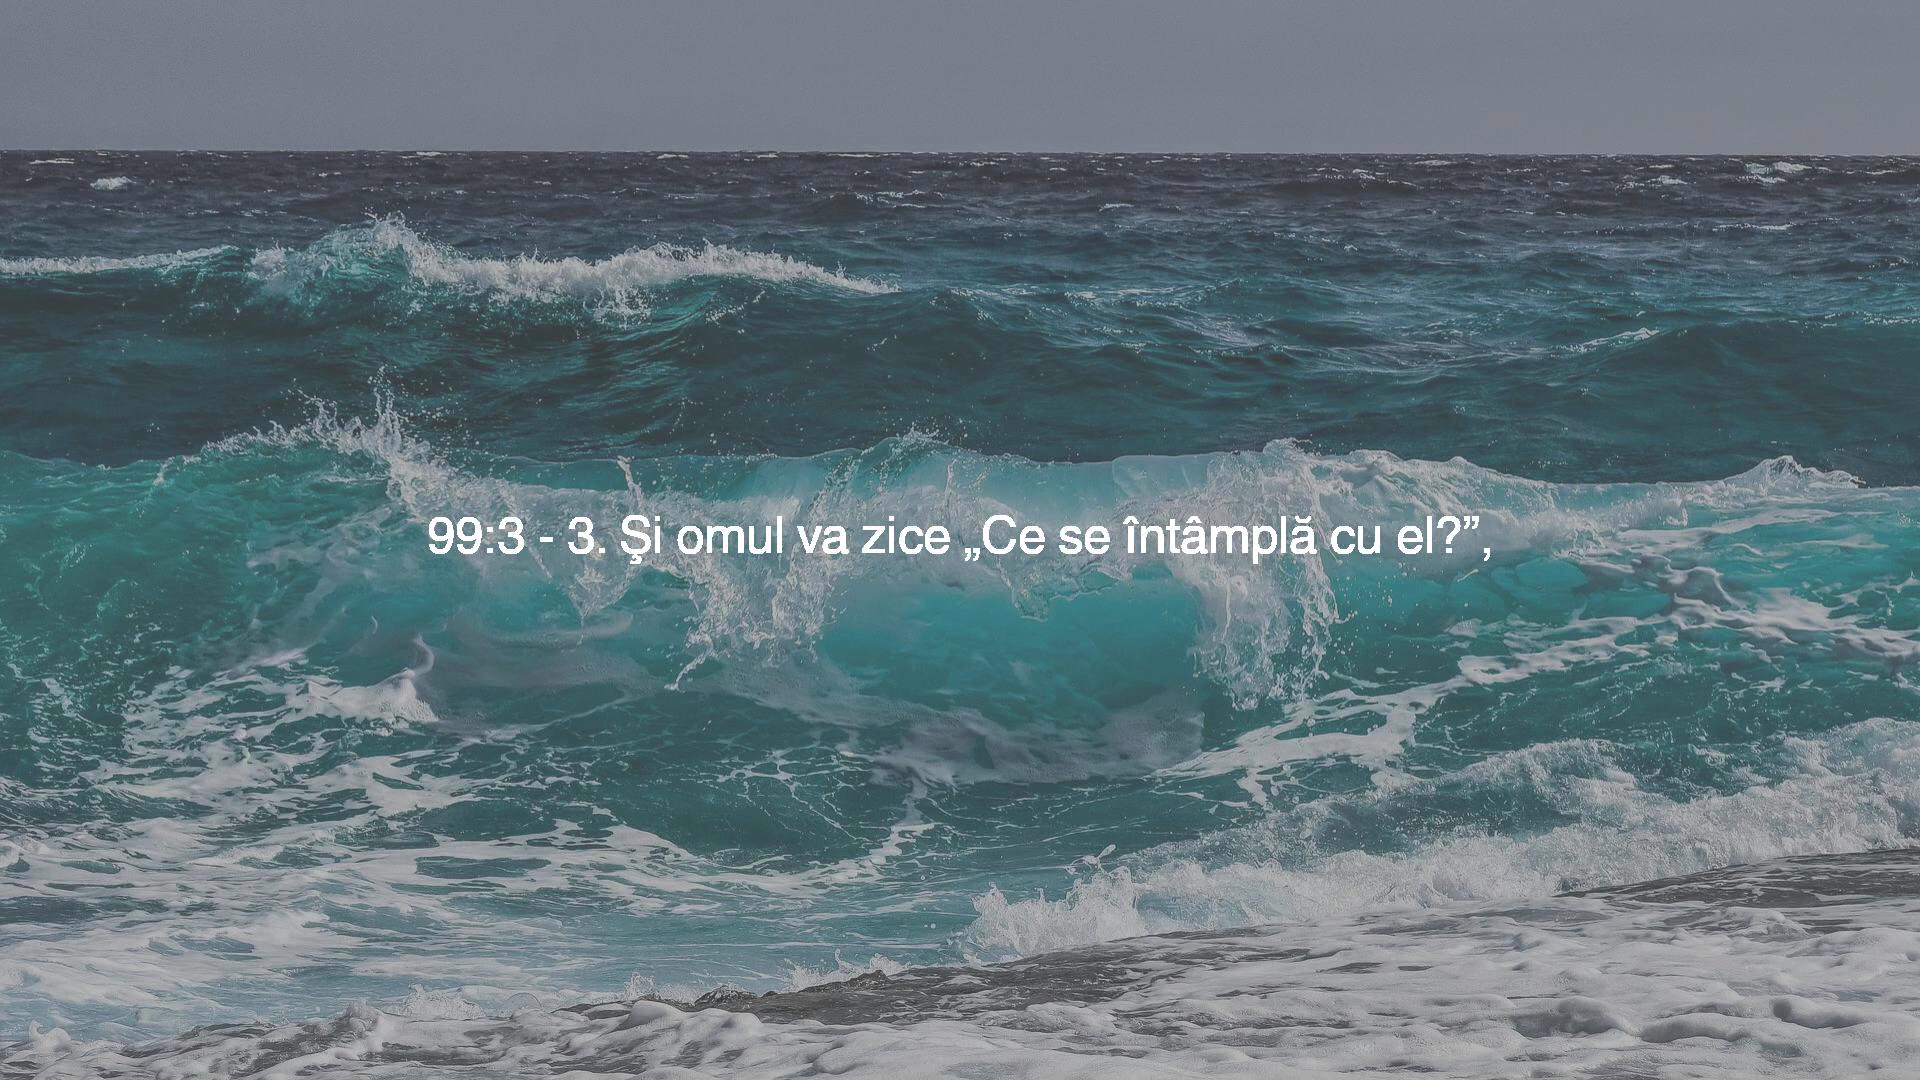 99:3 - 3. Şi omul va zice „Ce se întâmplă cu el?”,